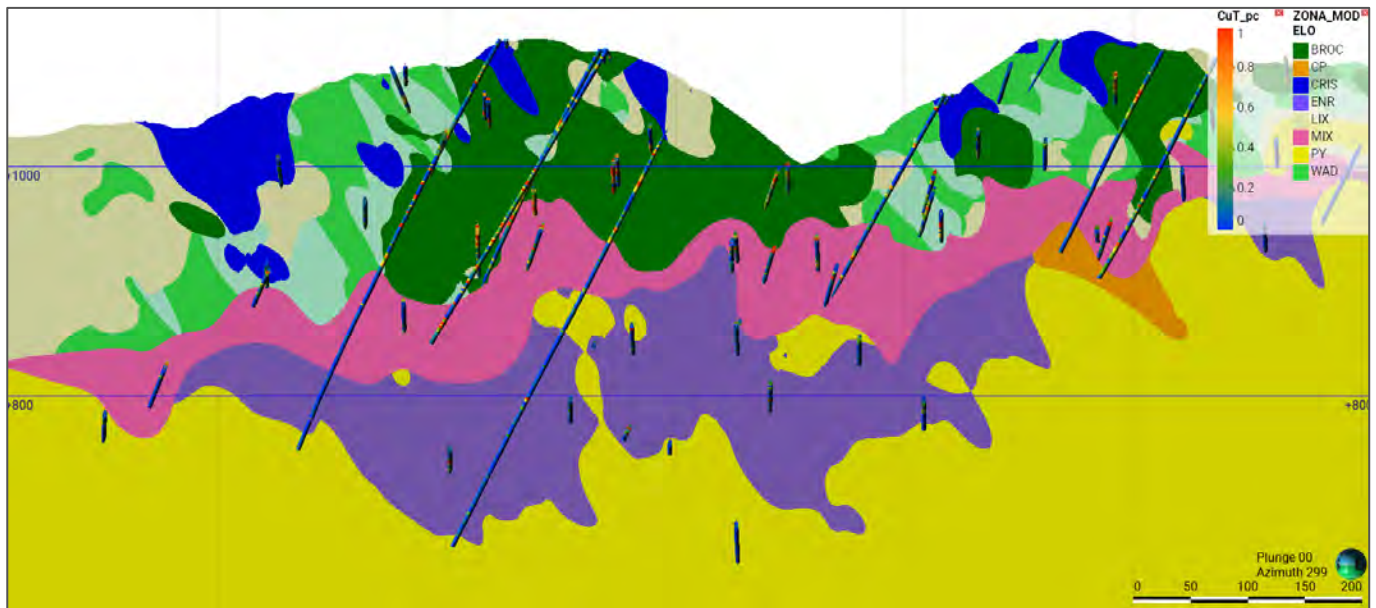 CuT_pc
1
0.8
0.6
0.4
0.2
0
ZONA_MOD
ELO
BROC
CP
CRIS
ENR
LIX
MIX
PY
WAD
+1000
+800
+800
Plunge 00
Azimuth 299
0 50 100 150 200